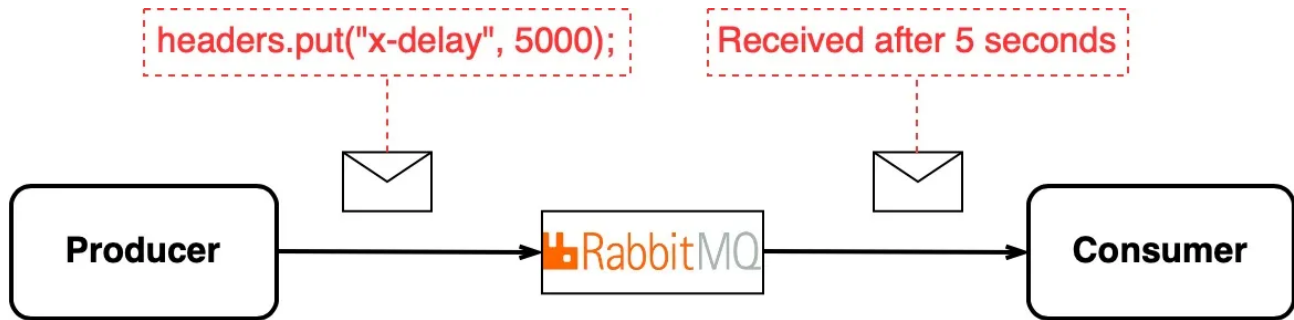 headers.put("x-delay", 5000);
Received after 5 seconds
Producer
RabbitMQ
Consumer